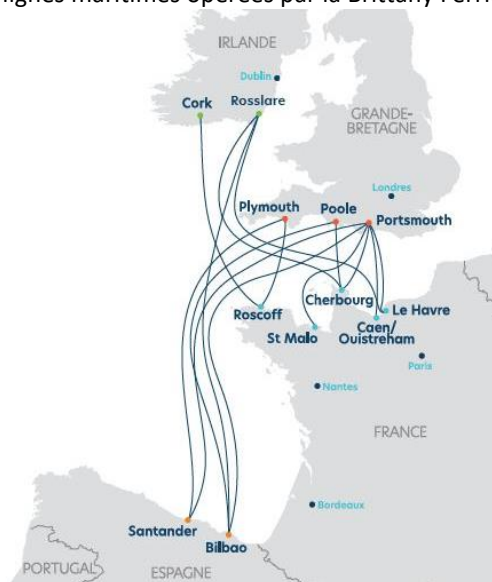 lignes maritimes opérées par la Brittany Ferri
IRLANDE
Dublin
Cork
Rosslare
GRANDE-
BRETAGNE
Londres
Plymouth
Poole
Portsmouth
Cherbourg
Le Havre
Roscoff
Caen/
Ouistreham
St Malo
Paris
Nantes
FRANCE
Bordeaux
Santander
Bilbao
PORTUGAL
ESPAGNE